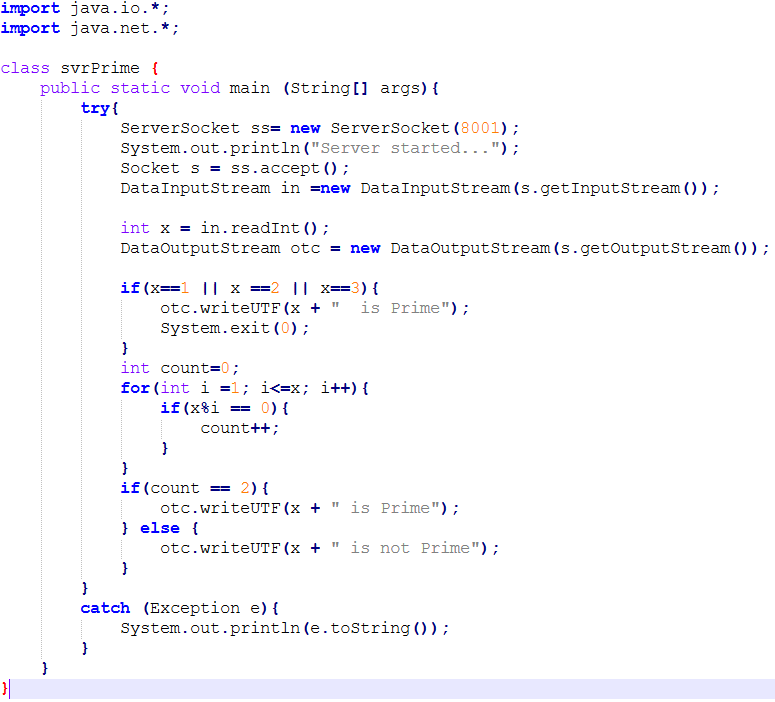 import java.io.*;
import java.net.*;

class svrPrime {
    public static void main (String[] args){
        try{
            ServerSocket ss= new ServerSocket(8001);
            System.out.println("Server started...");
            Socket s = ss.accept();
            DataInputStream in =new DataInputStream(s.getInputStream());

            int x = in.readInt();
            DataOutputStream otc = new DataOutputStream(s.getOutputStream());

            if(x==1 || x ==2 || x==3){
                otc.writeUTF(x + "  is Prime");
                System.exit(0);
            }
            int count=0;
            for(int i =1; i<=x; i++){
                if(x%i == 0){
                    count++;
                }
            }
            if(count == 2){
                otc.writeUTF(x + " is Prime");
            } else {
                otc.writeUTF(x + " is not Prime");
            }
        }
        catch (Exception e){
            System.out.println(e.toString());
        }
    }
}